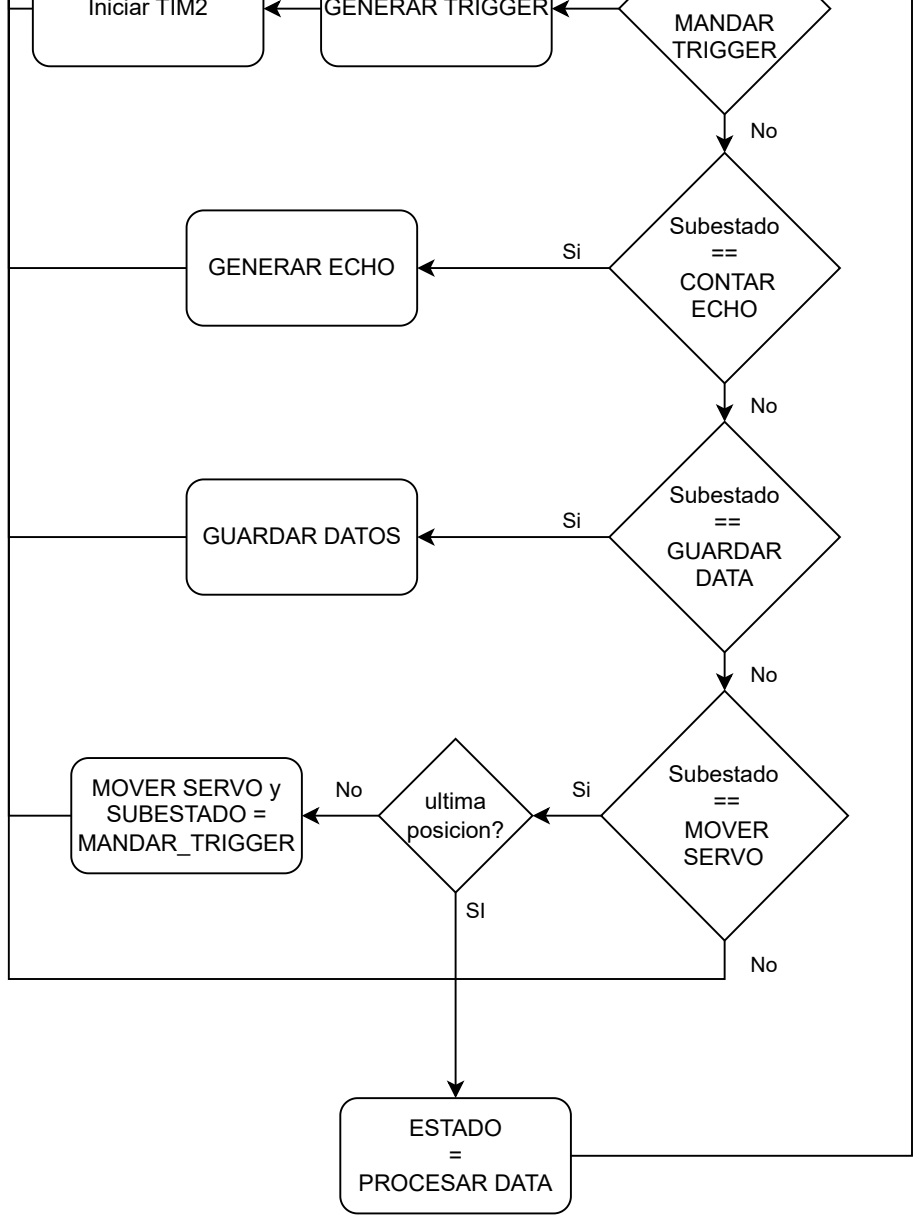 Iniciar TIM2
GENERAR TRIGGER
MANDAR
TRIGGER
No
Subestado
==
CONTAR
ECHO
Si
GENERAR ECHO
No
Subestado
==
GUARDAR
DATA
Si
GUARDAR DATOS
No
Subestado
==
MOVER
SERVO
Si
ultima
posicion?
No
MOVER SERVO y
SUBESTADO =
MANDAR_TRIGGER
SI
No
ESTADO
=
PROCESAR DATA